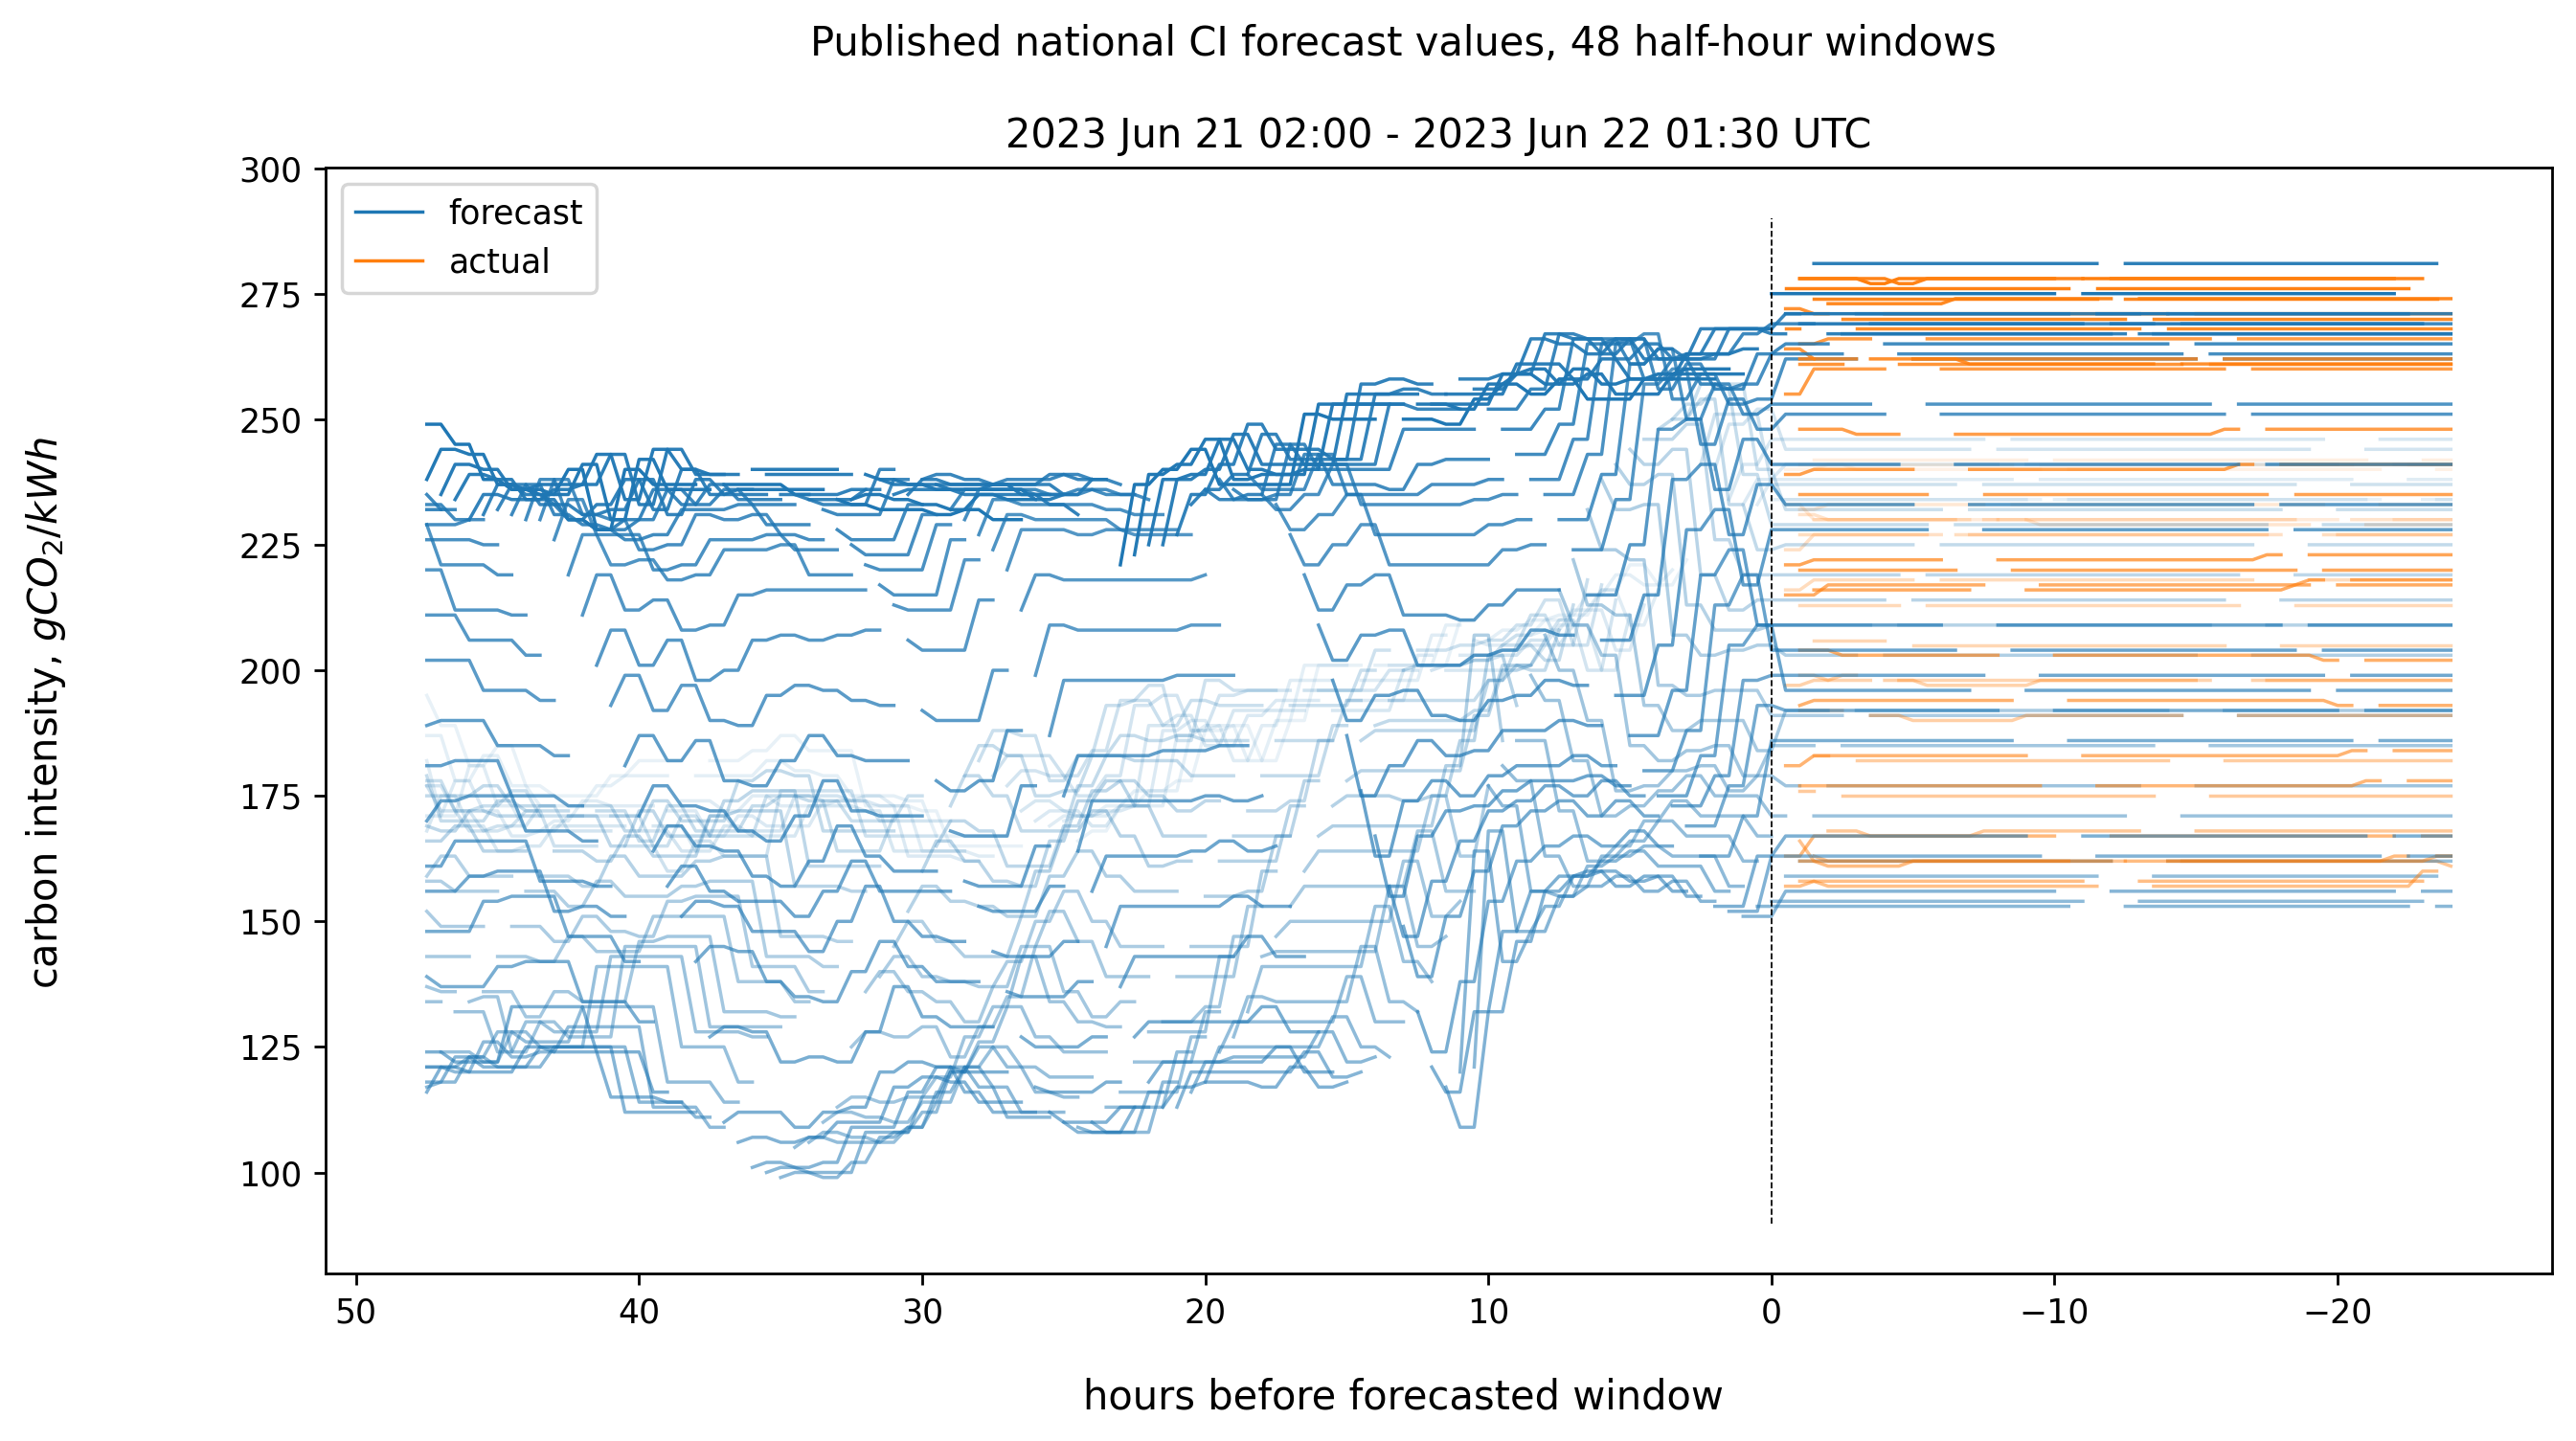 Published national CI forecast values, 48 half-hour windows
2023 Jun 21 02:00 - 2023 Jun 22 01:30 UTC
forecast
actual
carbon intensity, gCO₂/kWh
300
275
250
225
200
175
150
125
100
50 40 30 20 10 0 −10 −20
hours before forecasted window